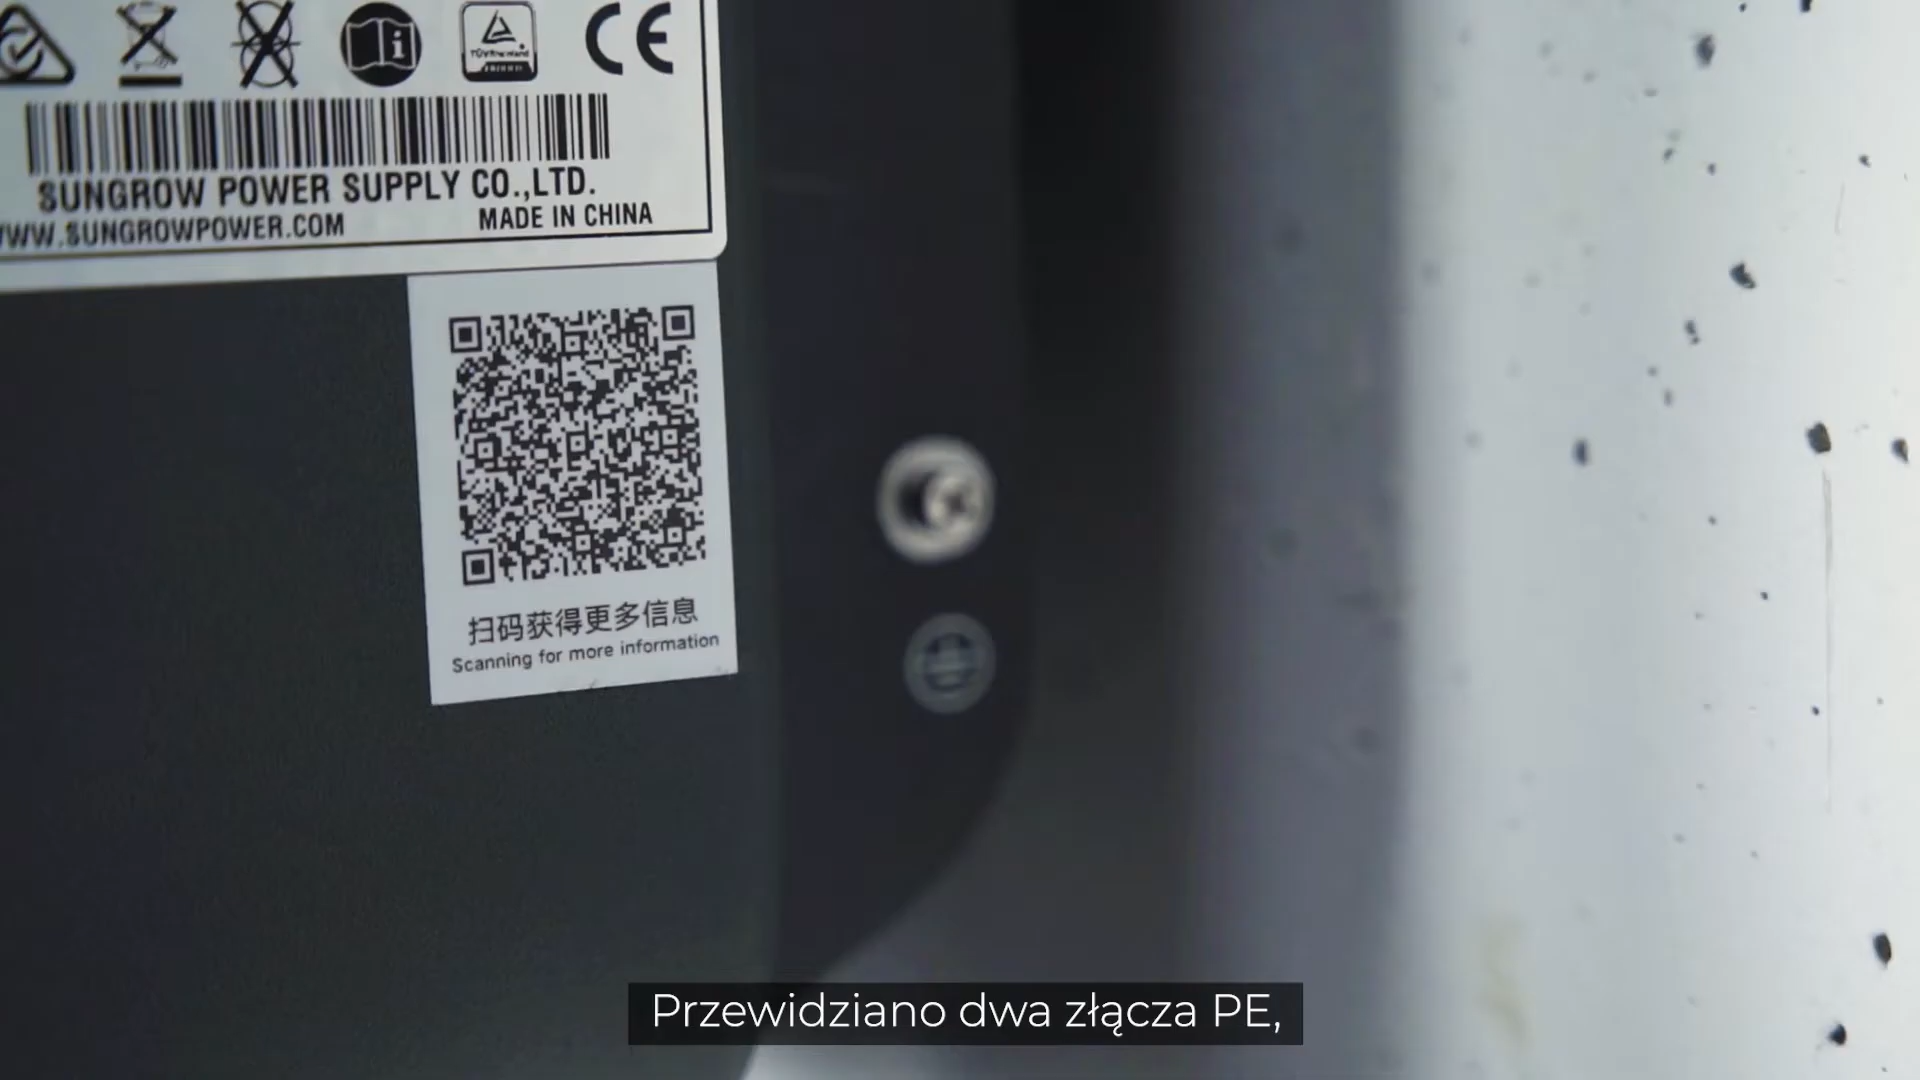 CE
SUNGROW POWER SUPPLY CO.,LTD.
WWW.SUNGROWPOWER.COM MADE IN CHINA
扫码获得更多信息
Scanning for more information
Przewidziano dwa złącza PE,